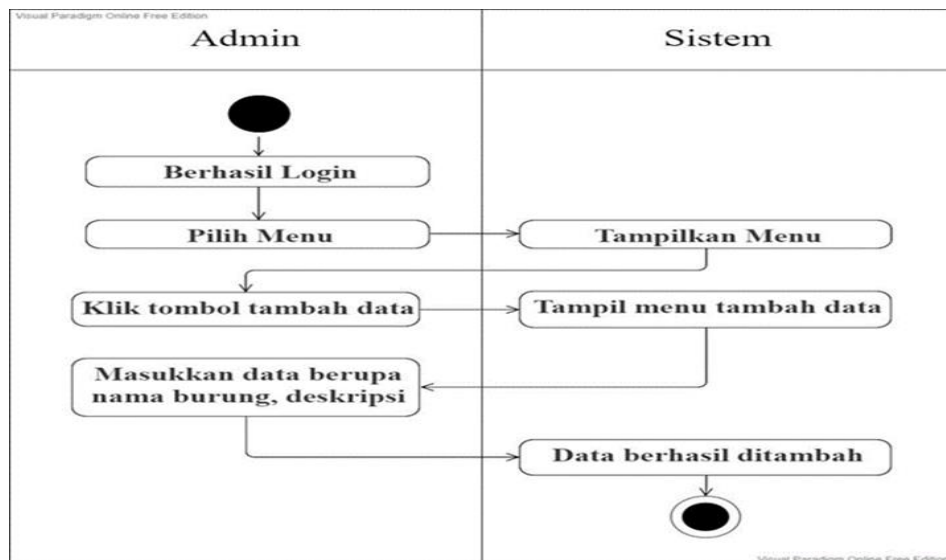 Visual Paradigm Online Free Edition
Admin
Sistem
Berhasil Login
Pilih Menu
Tampilkan Menu
Klik tombol tambah data
Tampil menu tambah data
Masukkan data berupa
nama burung, deskripsi
Data berhasil ditambah
Visual Paradigm Online Free Edition